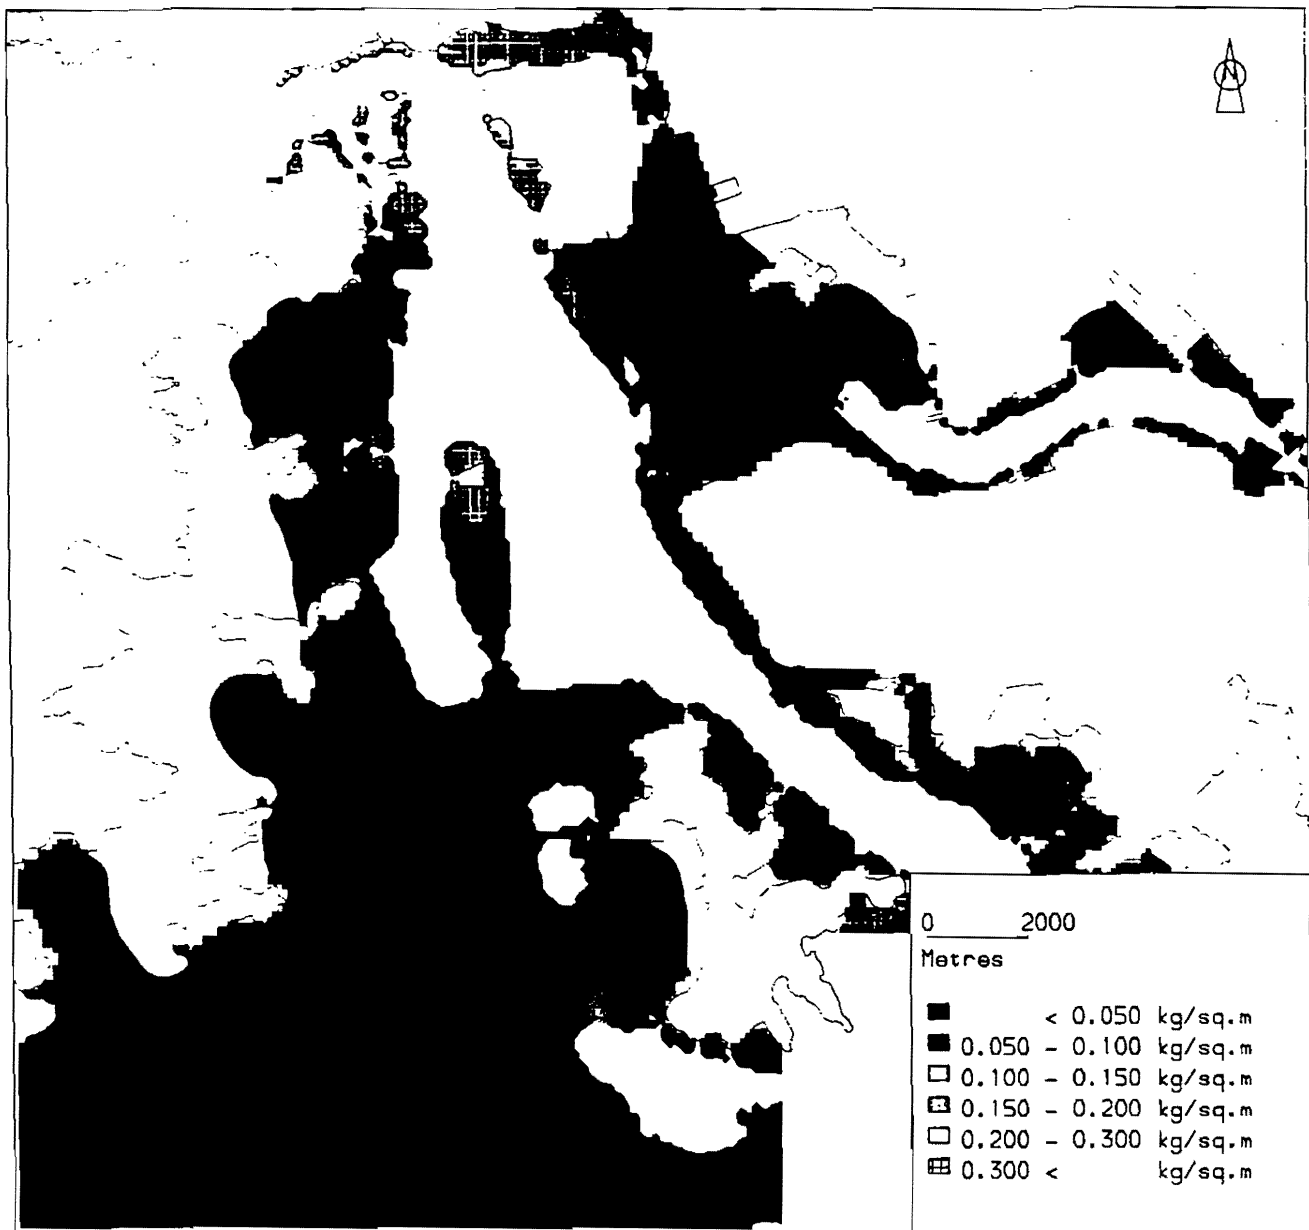 N
0 2000
Metres
< 0.050 kg/sq.m
0.050 - 0.100 kg/sq.m
0.100 - 0.150 kg/sq.m
0.150 - 0.200 kg/sq.m
0.200 - 0.300 kg/sq.m
0.300 < kg/sq.m